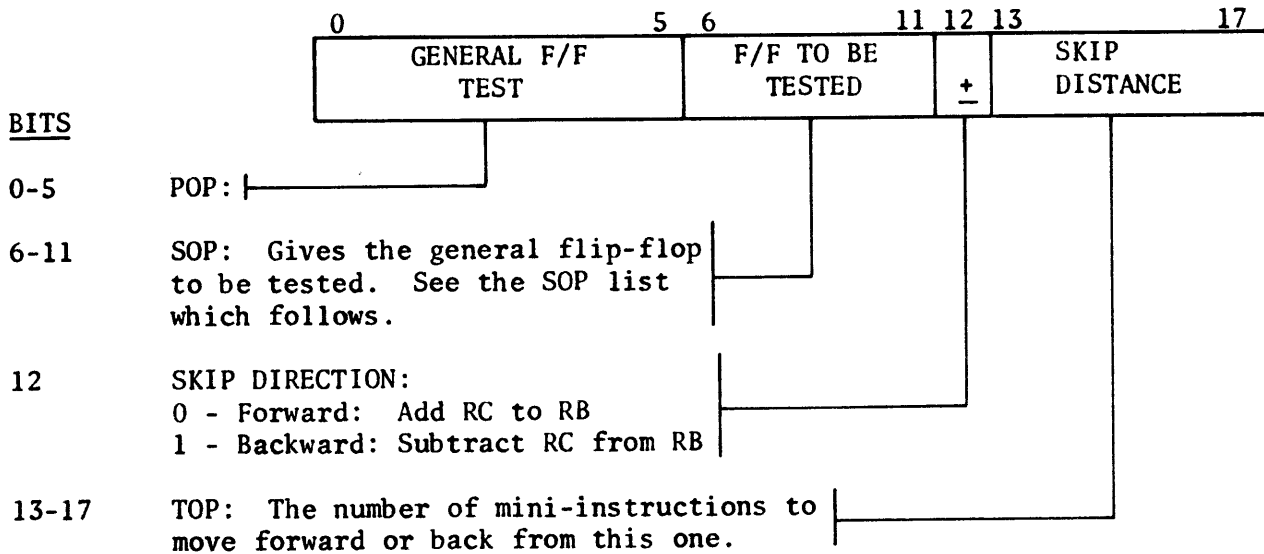 0 5 6 11 12 13 17
GENERAL F/F F/F TO BE SKIP
TEST TESTED ± DISTANCE
BITS
0-5 POP:
6-11 SOP: Gives the general flip-flop
to be tested. See the SOP list
which follows.
12 SKIP DIRECTION:
0 - Forward: Add RC to RB
1 - Backward: Subtract RC from RB
13-17 TOP: The number of mini-instructions to
move forward or back from this one.